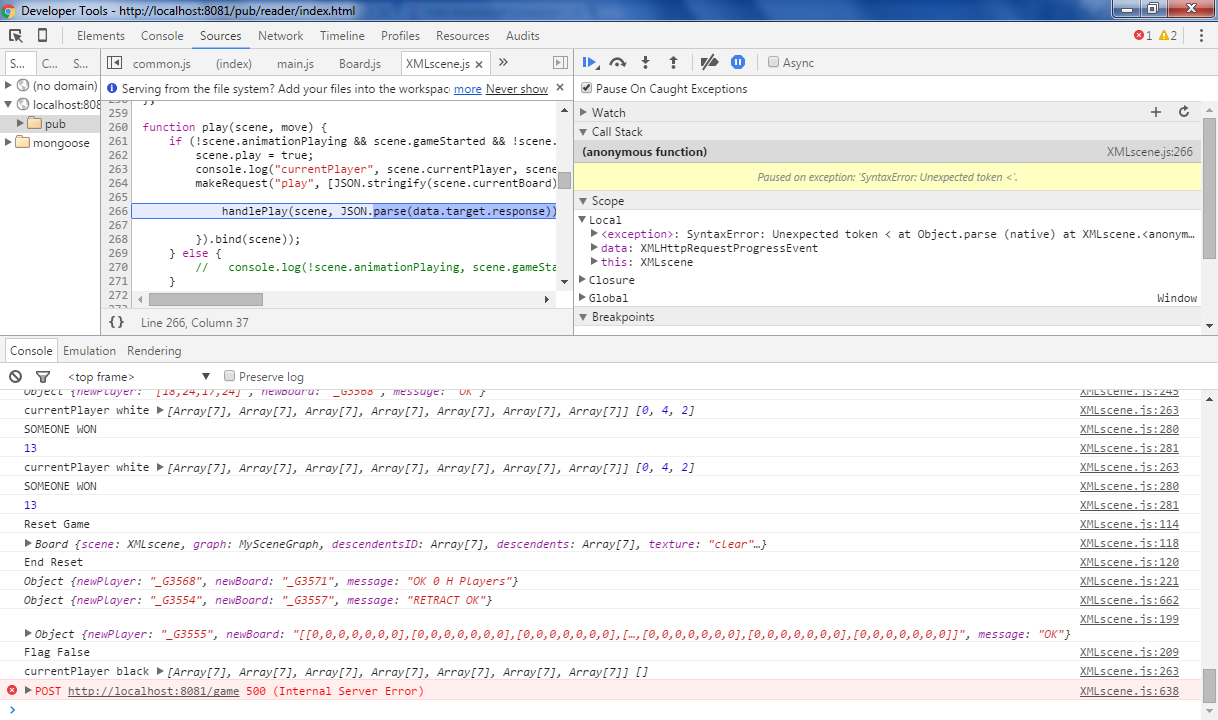 Developer Tools - http://localhost:8081/pub/reader/index.html
Elements Console Sources Network Timeline Profiles Resources Audits 1 2
S... C... S... common.js (index) main.js Board.js XMLscene.js × » Async
(no domain)
localhost:808
pub
mongoose
Serving from the file system? Add your files into the workspac more Never show ×
259
260 function play(scene, move) {
261 if (!scene.animationPlaying && scene.gameStarted && !scene.
262 scene.play = true;
263 console.log("currentPlayer", scene.currentPlayer, scene
264 makeRequest("play", [JSON.stringify(scene.currentBoard)
265
266 handlePlay(scene, JSON.parse(data.target.response))
267
268 }).bind(scene));
269 } else {
270 // console.log(!scene.animationPlaying, scene.gameSta
271 }
272
{} Line 266, Column 37
Pause On Caught Exceptions
Watch
Call Stack
(anonymous function) XMLscene.js:266
Paused on exception: 'SyntaxError: Unexpected token <'.
Scope
Local
<exception>: SyntaxError: Unexpected token < at Object.parse (native) at XMLscene.<anonym…
data: XMLHttpRequestProgressEvent
this: XMLscene
Closure
Global Window
Breakpoints
Console Emulation Rendering
<top frame> ▼ Preserve log
Object {newPlayer: "[18,24,17,24]", newBoard: "_G3568", message: "OK"} XMLscene.js:245
currentPlayer white [Array[7], Array[7], Array[7], Array[7], Array[7], Array[7], Array[7]] [0, 4, 2] XMLscene.js:263
SOMEONE WON XMLscene.js:280
13 XMLscene.js:281
currentPlayer white [Array[7], Array[7], Array[7], Array[7], Array[7], Array[7], Array[7]] [0, 4, 2] XMLscene.js:263
SOMEONE WON XMLscene.js:280
13 XMLscene.js:281
Reset Game XMLscene.js:114
Board {scene: XMLscene, graph: MySceneGraph, descendentsID: Array[7], descendents: Array[7], texture: "clear"…} XMLscene.js:118
End Reset XMLscene.js:120
Object {newPlayer: "_G3568", newBoard: "_G3571", message: "OK 0 H Players"} XMLscene.js:221
Object {newPlayer: "_G3554", newBoard: "_G3557", message: "RETRACT OK"} XMLscene.js:662
XMLscene.js:199
Object {newPlayer: "_G3555", newBoard: "[[0,0,0,0,0,0,0],[0,0,0,0,0,0,0],[0,0,0,0,0,0,0],[…,[0,0,0,0,0,0,0],[0,0,0,0,0,0,0],[0,0,0,0,0,0,0]]", message: "OK"}
Flag False XMLscene.js:209
currentPlayer black [Array[7], Array[7], Array[7], Array[7], Array[7], Array[7], Array[7]] [] XMLscene.js:263
POST http://localhost:8081/game 500 (Internal Server Error) XMLscene.js:638
>